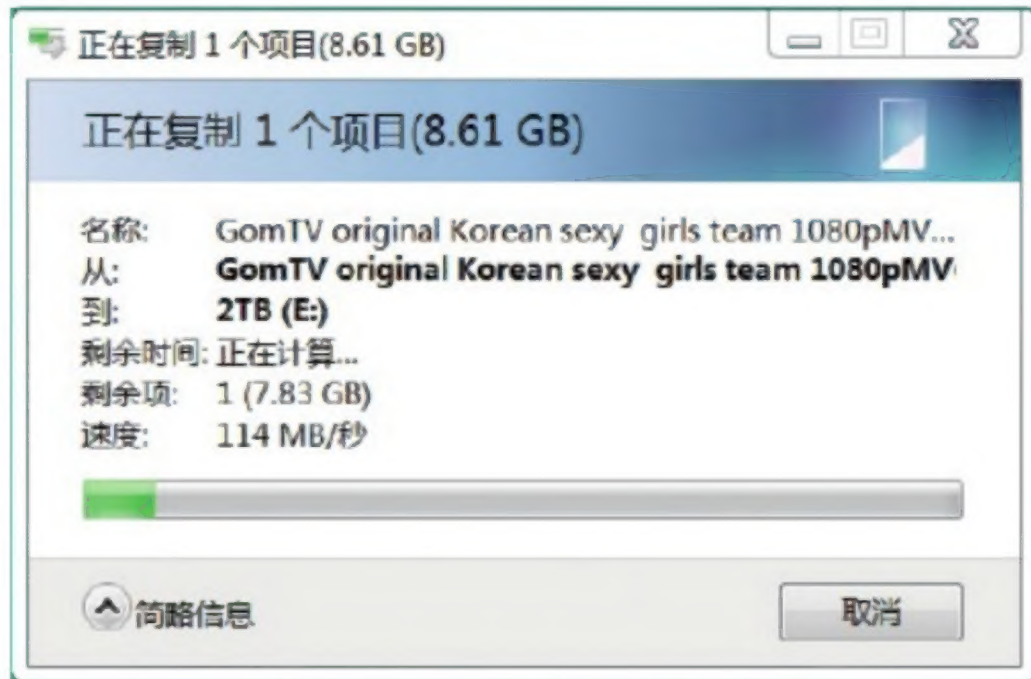 正在复制 1 个项目(8.61 GB)
正在复制 1 个项目(8.61 GB)
名称: GomTV original Korean sexy girls team 1080pMV...
从: GomTV original Korean sexy girls team 1080pMV
到: 2TB (E:)
剩余时间: 正在计算...
剩余项: 1 (7.83 GB)
速度: 114 MB/秒
简略信息
取消